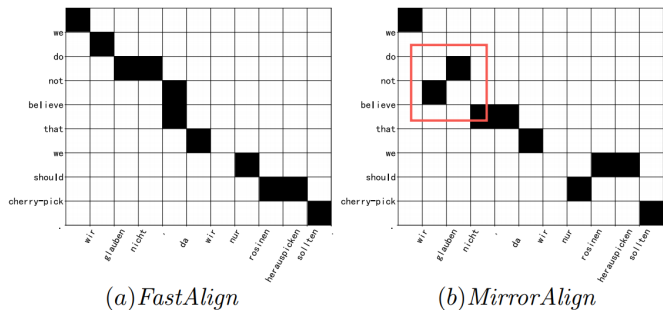 we
do
not
believe
that
we
should
cherry-pick
.
wir
glauben
nicht
,
da
wir
nur
rosinen
herauspicken
sollten
.
(a)FastAlign
we
do
not
believe
that
we
should
cherry-pick
.
wir
glauben
nicht
,
da
wir
nur
rosinen
herauspicken
sollten
.
(b)MirrorAlign